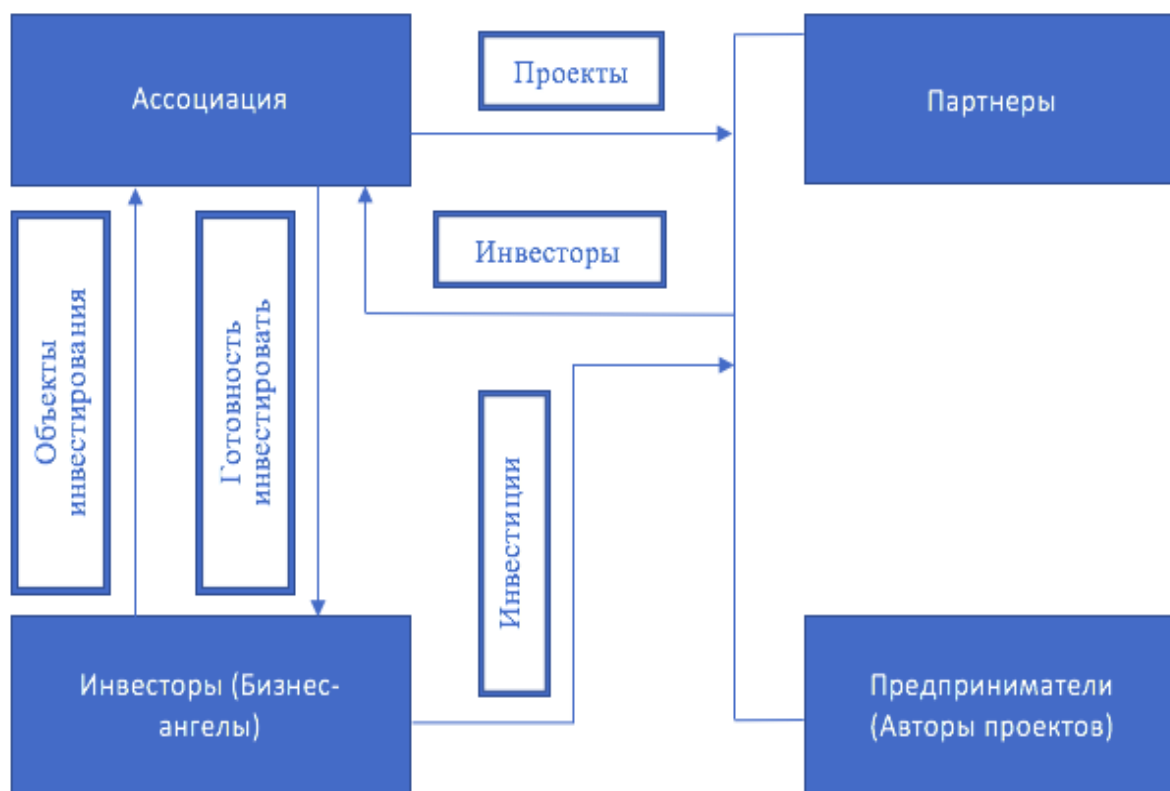 Ассоциация
Проекты
Партнеры
Инвесторы
Объекты
инвестирования
Готовность
инвестировать
Инвестиции
Инвесторы (Бизнес-
ангелы)
Предприниматели
(Авторы проектов)